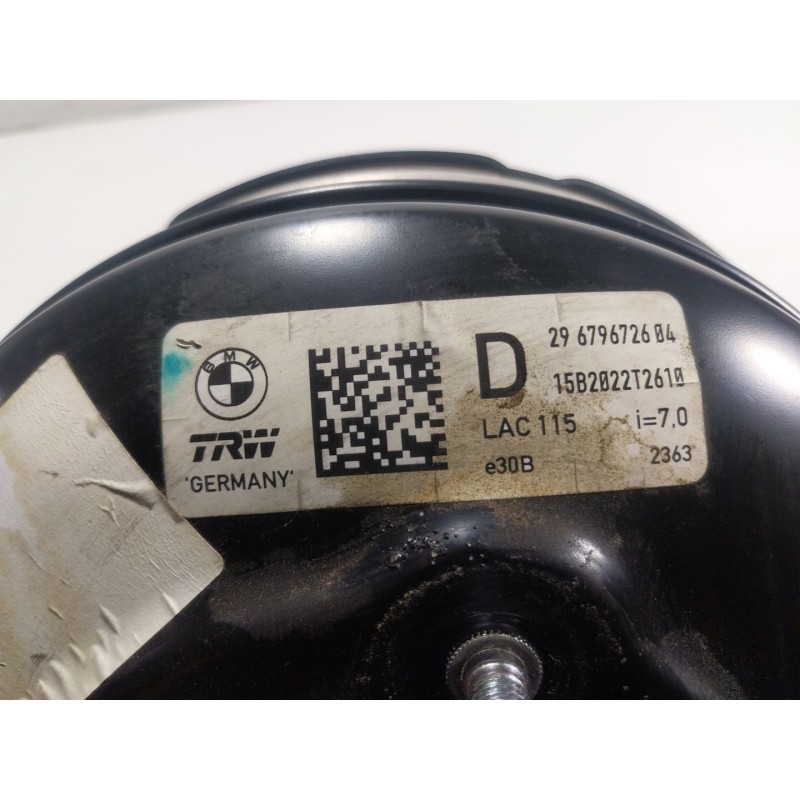 BMW
TRW
GERMANY
D
29 6796726 04
15B2022T2610
LAC 115
i=7,0
e30B
2363